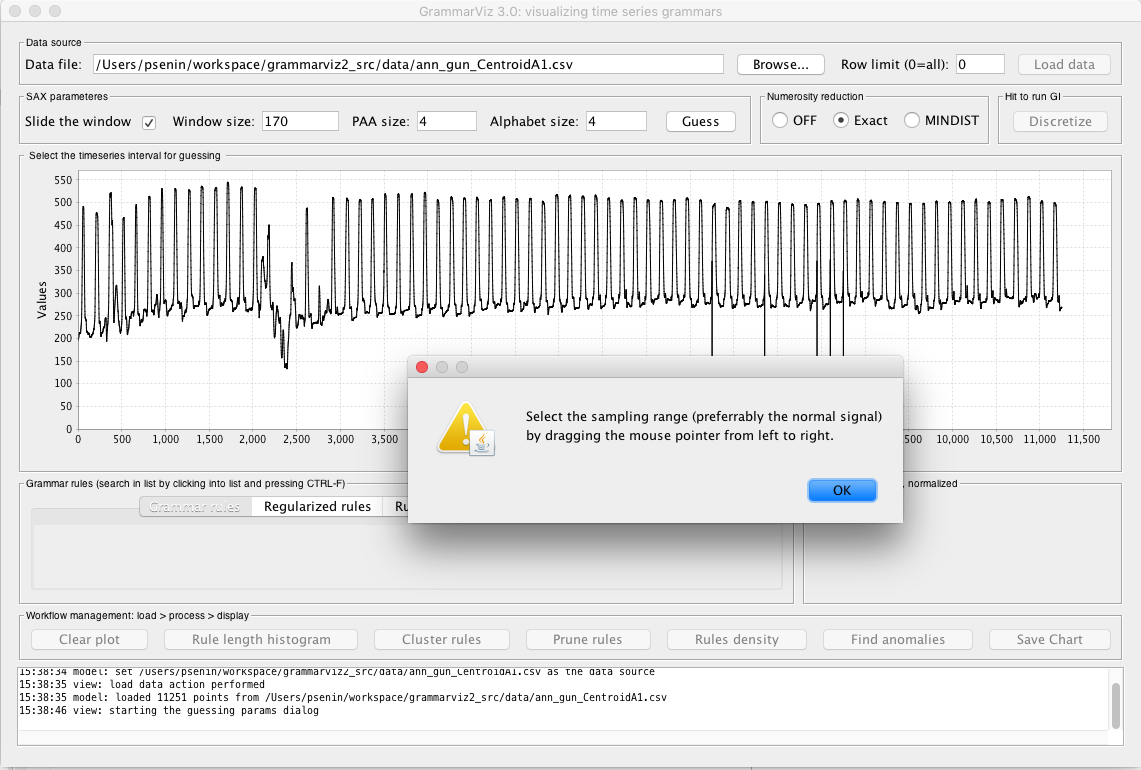 GrammarViz 3.0: visualizing time series grammars
Data source
Data file: /Users/psenin/workspace/grammarviz2_src/data/ann_gun_CentroidA1.csv Browse... Row limit (0=all): 0 Load data
SAX parameteres Numerosity reduction Hit to run GI
Slide the window Window size: 170 PAA size: 4 Alphabet size: 4 Guess OFF Exact MINDIST Discretize
Select the timeseries interval for guessing
Values
550
500
450
400
350
300
250
200
150
100
50
0
0 500 1,000 1,500 2,000 2,500 3,000 3,500 500 10,000 10,500 11,000 11,500
Select the sampling range (preferrably the normal signal)
by dragging the mouse pointer from left to right.
OK
Grammar rules (search in list by clicking into list and pressing CTRL-F) , normalized
Grammar rules Regularized rules Ru
Workflow management: load > process > display
Clear plot Rule length histogram Cluster rules Prune rules Rules density Find anomalies Save Chart
15:38:34 model: set /Users/psenin/workspace/grammarviz2_src/data/ann_gun_CentroidA1.csv as the data source
15:38:35 view: load data action performed
15:38:35 model: loaded 11251 points from /Users/psenin/workspace/grammarviz2_src/data/ann_gun_CentroidA1.csv
15:38:46 view: starting the guessing params dialog